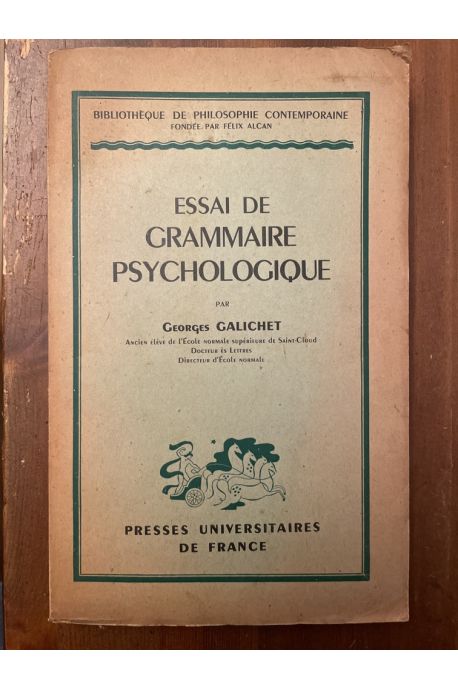 BIBLIOTHÈQUE DE PHILOSOPHIE CONTEMPORAINE
FONDÉE PAR FÉLIX ALCAN
ESSAI DE
GRAMMAIRE
PSYCHOLOGIQUE
PAR
GEORGES GALICHET
ANCIEN ÉLÈVE DE L'ÉCOLE NORMALE SUPÉRIEURE DE SAINT-CLOUD
DOCTEUR ÈS LETTRES
DIRECTEUR D'ÉCOLE NORMALE
PRESSES UNIVERSITAIRES
DE FRANCE